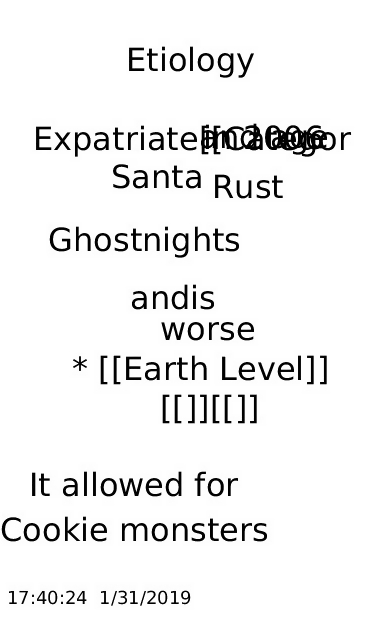 Etiology
Expatriate
Santa
Rust
Ghostnights
andis
worse
* [[Earth Level]]
[[]][[]]
It allowed for
Cookie monsters
17:40:24 1/31/2019